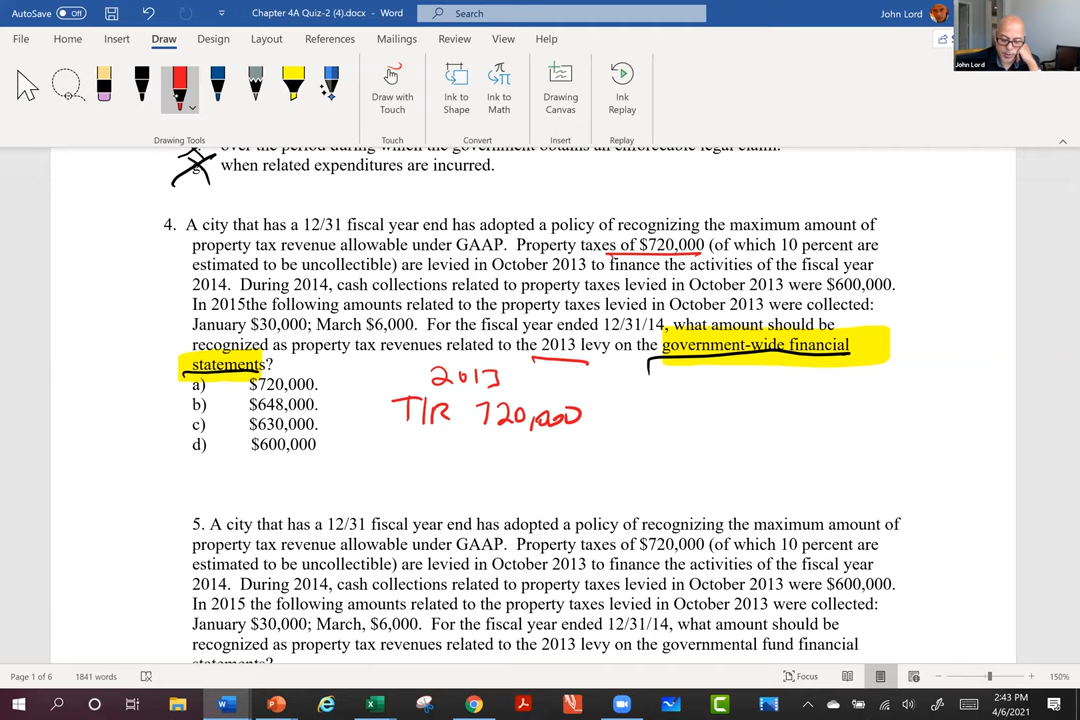 AutoSave Off Chapter 4A Quiz-2 (4).docx - Word Search John Lord
File Home Insert Draw Design Layout References Mailings Review View Help
John Lord
Draw with Touch
Ink to Shape
Ink to Math
Drawing Canvas
Ink Replay
Drawing Tools Touch Convert Insert Replay
when related expenditures are incurred.
4. A city that has a 12/31 fiscal year end has adopted a policy of recognizing the maximum amount of
property tax revenue allowable under GAAP. Property taxes of $720,000 (of which 10 percent are
estimated to be uncollectible) are levied in October 2013 to finance the activities of the fiscal year
2014. During 2014, cash collections related to property taxes levied in October 2013 were $600,000.
In 2015the following amounts related to the property taxes levied in October 2013 were collected:
January $30,000; March $6,000. For the fiscal year ended 12/31/14, what amount should be
recognized as property tax revenues related to the 2013 levy on the government-wide financial
statements?
a) $720,000.
2013
b) $648,000.
T/R 720,000
c) $630,000.
d) $600,000
5. A city that has a 12/31 fiscal year end has adopted a policy of recognizing the maximum amount of
property tax revenue allowable under GAAP. Property taxes of $720,000 (of which 10 percent are
estimated to be uncollectible) are levied in October 2013 to finance the activities of the fiscal year
2014. During 2014, cash collections related to property taxes levied in October 2013 were $600,000.
In 2015 the following amounts related to the property taxes levied in October 2013 were collected:
January $30,000; March, $6,000. For the fiscal year ended 12/31/14, what amount should be
recognized as property tax revenues related to the 2013 levy on the governmental fund financial
Page 1 of 6 1841 words Focus 150%
2:43 PM
4/6/2021